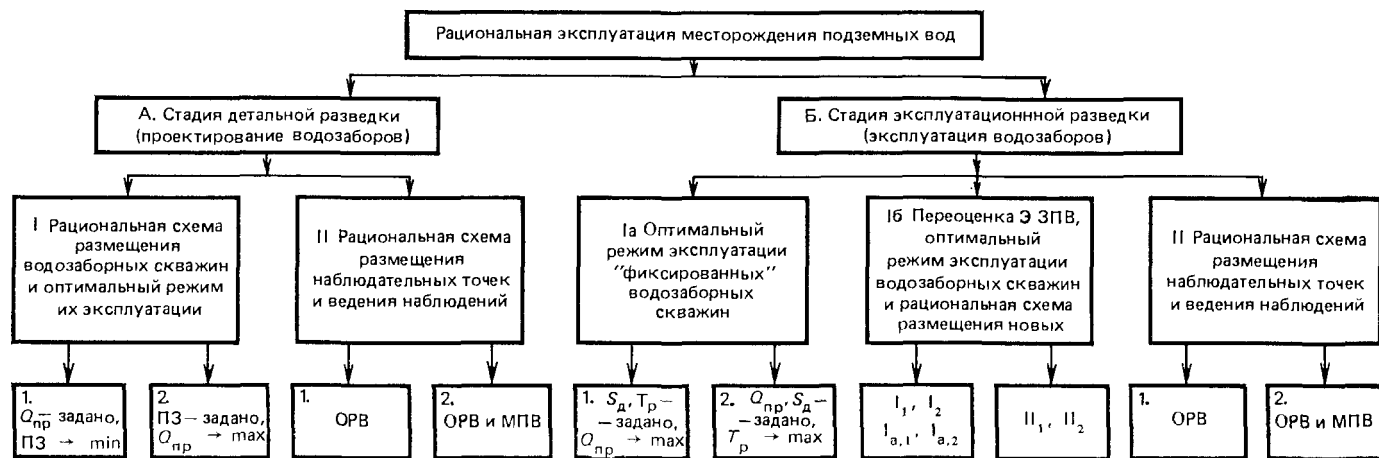 Рациональная эксплуатация месторождения подземных вод
А. Стадия детальной разведки
(проектирование водозаборов)
Б. Стадия эксплуатационнной разведки
(эксплуатация водозаборов)
I Рациональная схема
размещения
водозаборных скважин
и оптимальный режим
их эксплуатации
II Рациональная схема
размещения
наблюдательных точек
и ведения наблюдений
Iа Оптимальный
режим эксплуатации
"фиксированных"
водозаборных
скважин
Iб Переоценка Э ЗПВ,
оптимальный
режим эксплуатации
водозаборных скважин
и рациональная схема
размещения новых
II Рациональная схема
размещения
наблюдательных точек
и ведения наблюдений
1.
Qпр — задано,
ПЗ → min
2.
ПЗ — задано,
Qпр → max
1.
ОРВ
2.
ОРВ и МПВ
1. Sд, Тр —
— задано,
Qпр → max
2. Qпр, Sд —
— задано,
Tр → max
I1, I2
Iа,1, Iа,2
II1, II2
1.
ОРВ
2.
ОРВ и МПВ